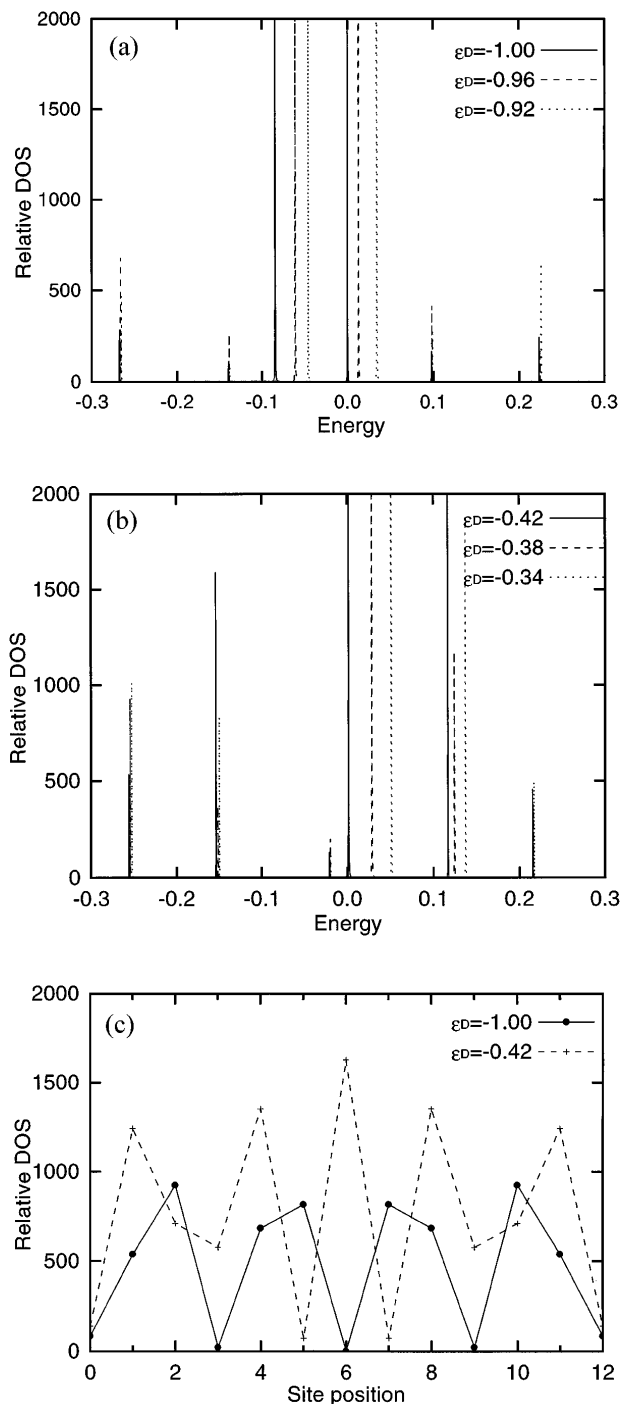 2000
1500
1000
500
0
Relative DOS
(a)
εD=-1.00
εD=-0.96
εD=-0.92
-0.3 -0.2 -0.1 0.0 0.1 0.2 0.3
Energy
2000
1500
1000
500
0
Relative DOS
(b)
εD=-0.42
εD=-0.38
εD=-0.34
-0.3 -0.2 -0.1 0.0 0.1 0.2 0.3
Energy
2000
1500
1000
500
0
Relative DOS
(c)
εD=-1.00
εD=-0.42
0 2 4 6 8 10 12
Site position